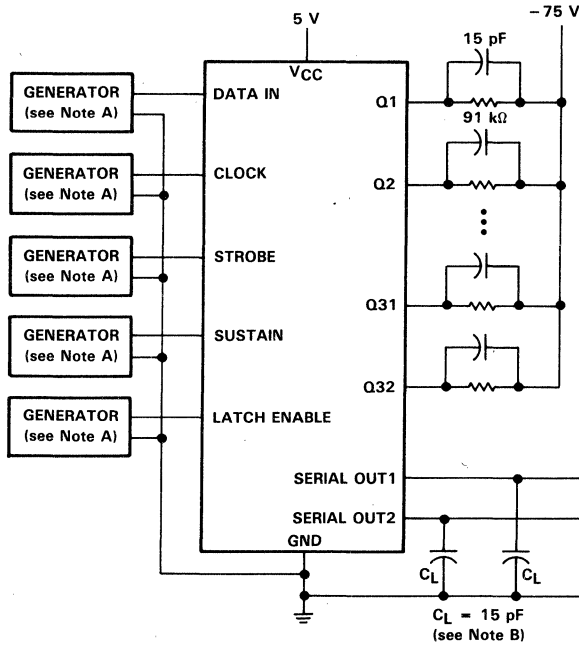 5 V
−75 V
15 pF
VCC
GENERATOR
(see Note A)
DATA IN
Q1
91 kΩ
GENERATOR
(see Note A)
CLOCK
Q2
GENERATOR
(see Note A)
STROBE
Q31
GENERATOR
(see Note A)
SUSTAIN
Q32
GENERATOR
(see Note A)
LATCH ENABLE
SERIAL OUT1
SERIAL OUT2
GND
CL
CL
CL = 15 pF
(see Note B)